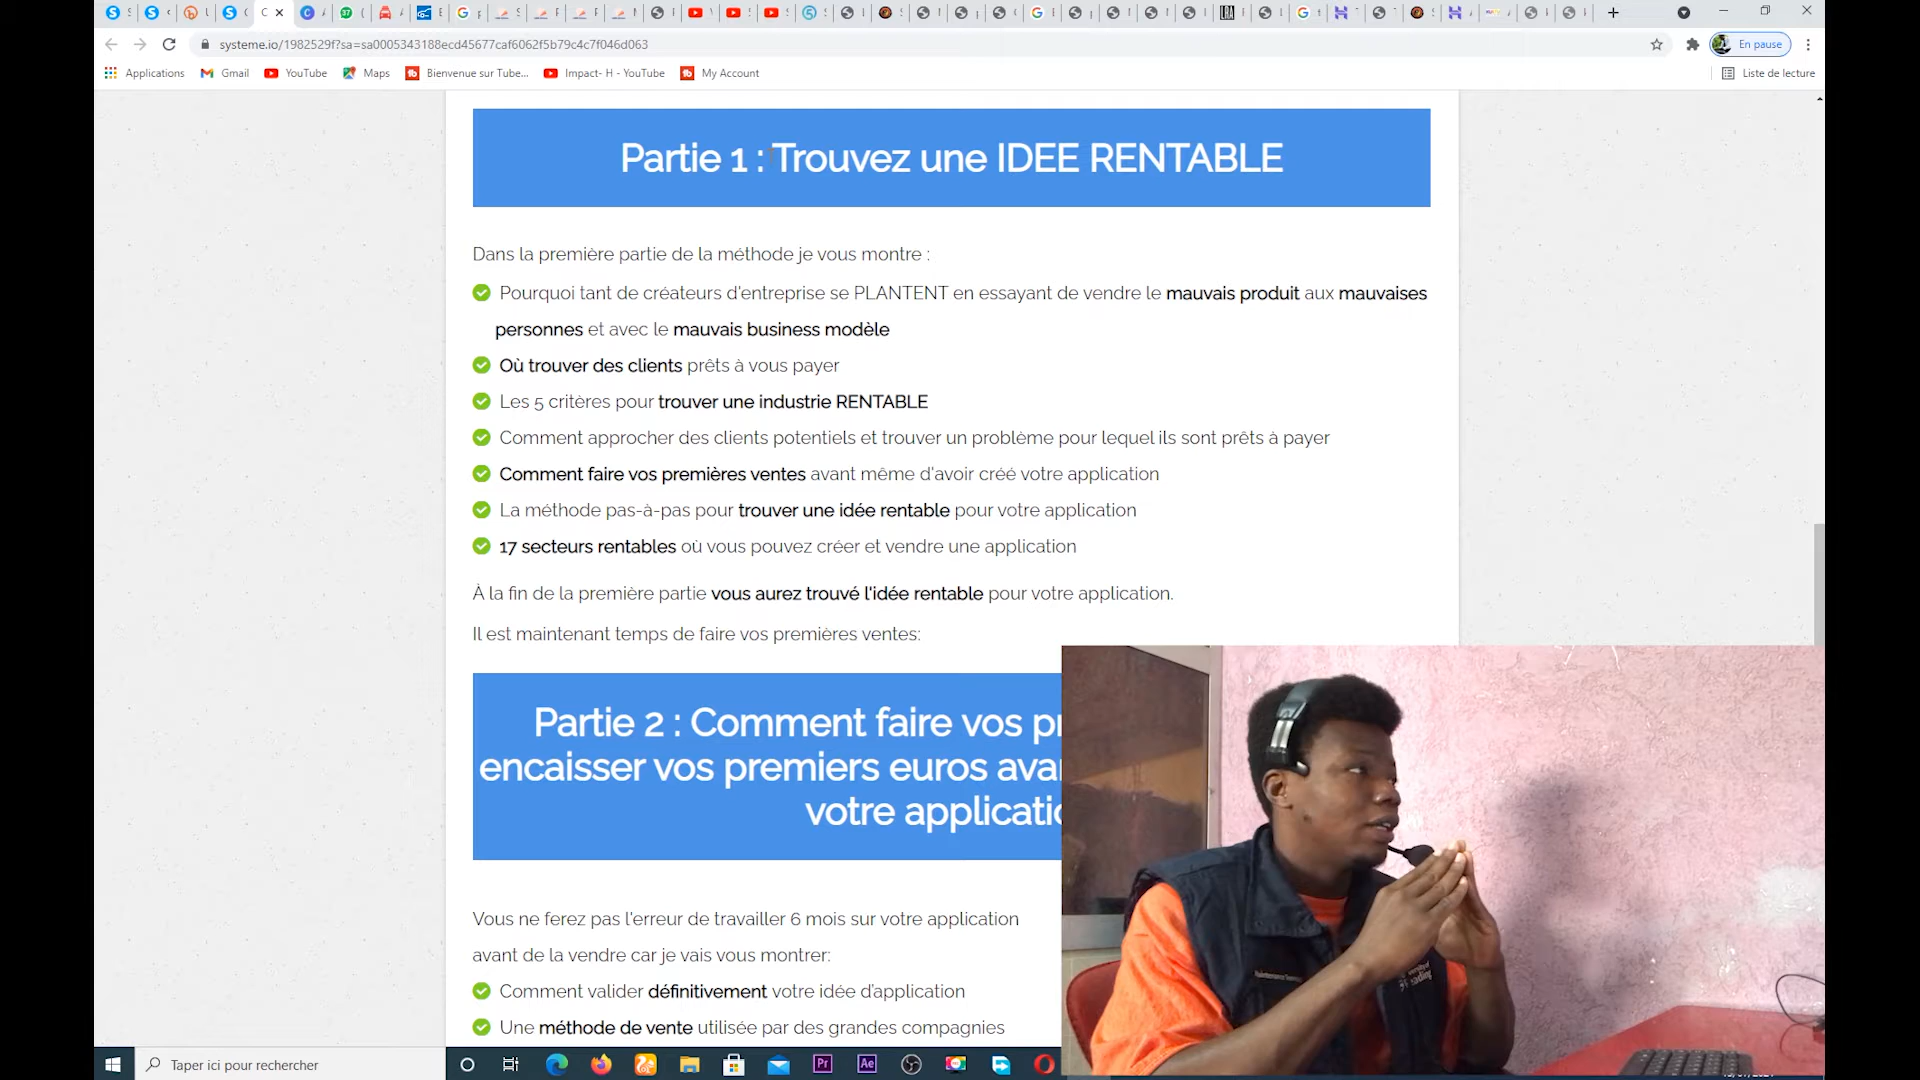 systeme.io/1982529f?sa=sa0005343188ecd45677caf6062f5b79c4c7f046d063
En pause
Applications
Gmail
YouTube
Maps
Bienvenue sur Tube...
Impact- H - YouTube
My Account
Liste de lecture
Partie 1 : Trouvez une IDEE RENTABLE
Dans la première partie de la méthode je vous montre :
Pourquoi tant de créateurs d'entreprise se PLANTENT en essayant de vendre le mauvais produit aux mauvaises
personnes et avec le mauvais business modèle
Où trouver des clients prêts à vous payer
Les 5 critères pour trouver une industrie RENTABLE
Comment approcher des clients potentiels et trouver un problème pour lequel ils sont prêts à payer
Comment faire vos premières ventes avant même d'avoir créé votre application
La méthode pas-à-pas pour trouver une idée rentable pour votre application
17 secteurs rentables où vous pouvez créer et vendre une application
À la fin de la première partie vous aurez trouvé l'idée rentable pour votre application.
Il est maintenant temps de faire vos premières ventes:
Partie 2 : Comment faire vos
encaisser vos premiers euros
votre
Vous ne ferez pas l'erreur de travailler 6 mois sur votre application
avant de la vendre car je vais vous montrer:
Comment valider définitivement votre idée d'application
Une méthode de vente utilisée par des grandes compagnies
Taper ici pour rechercher
Pr
Ae